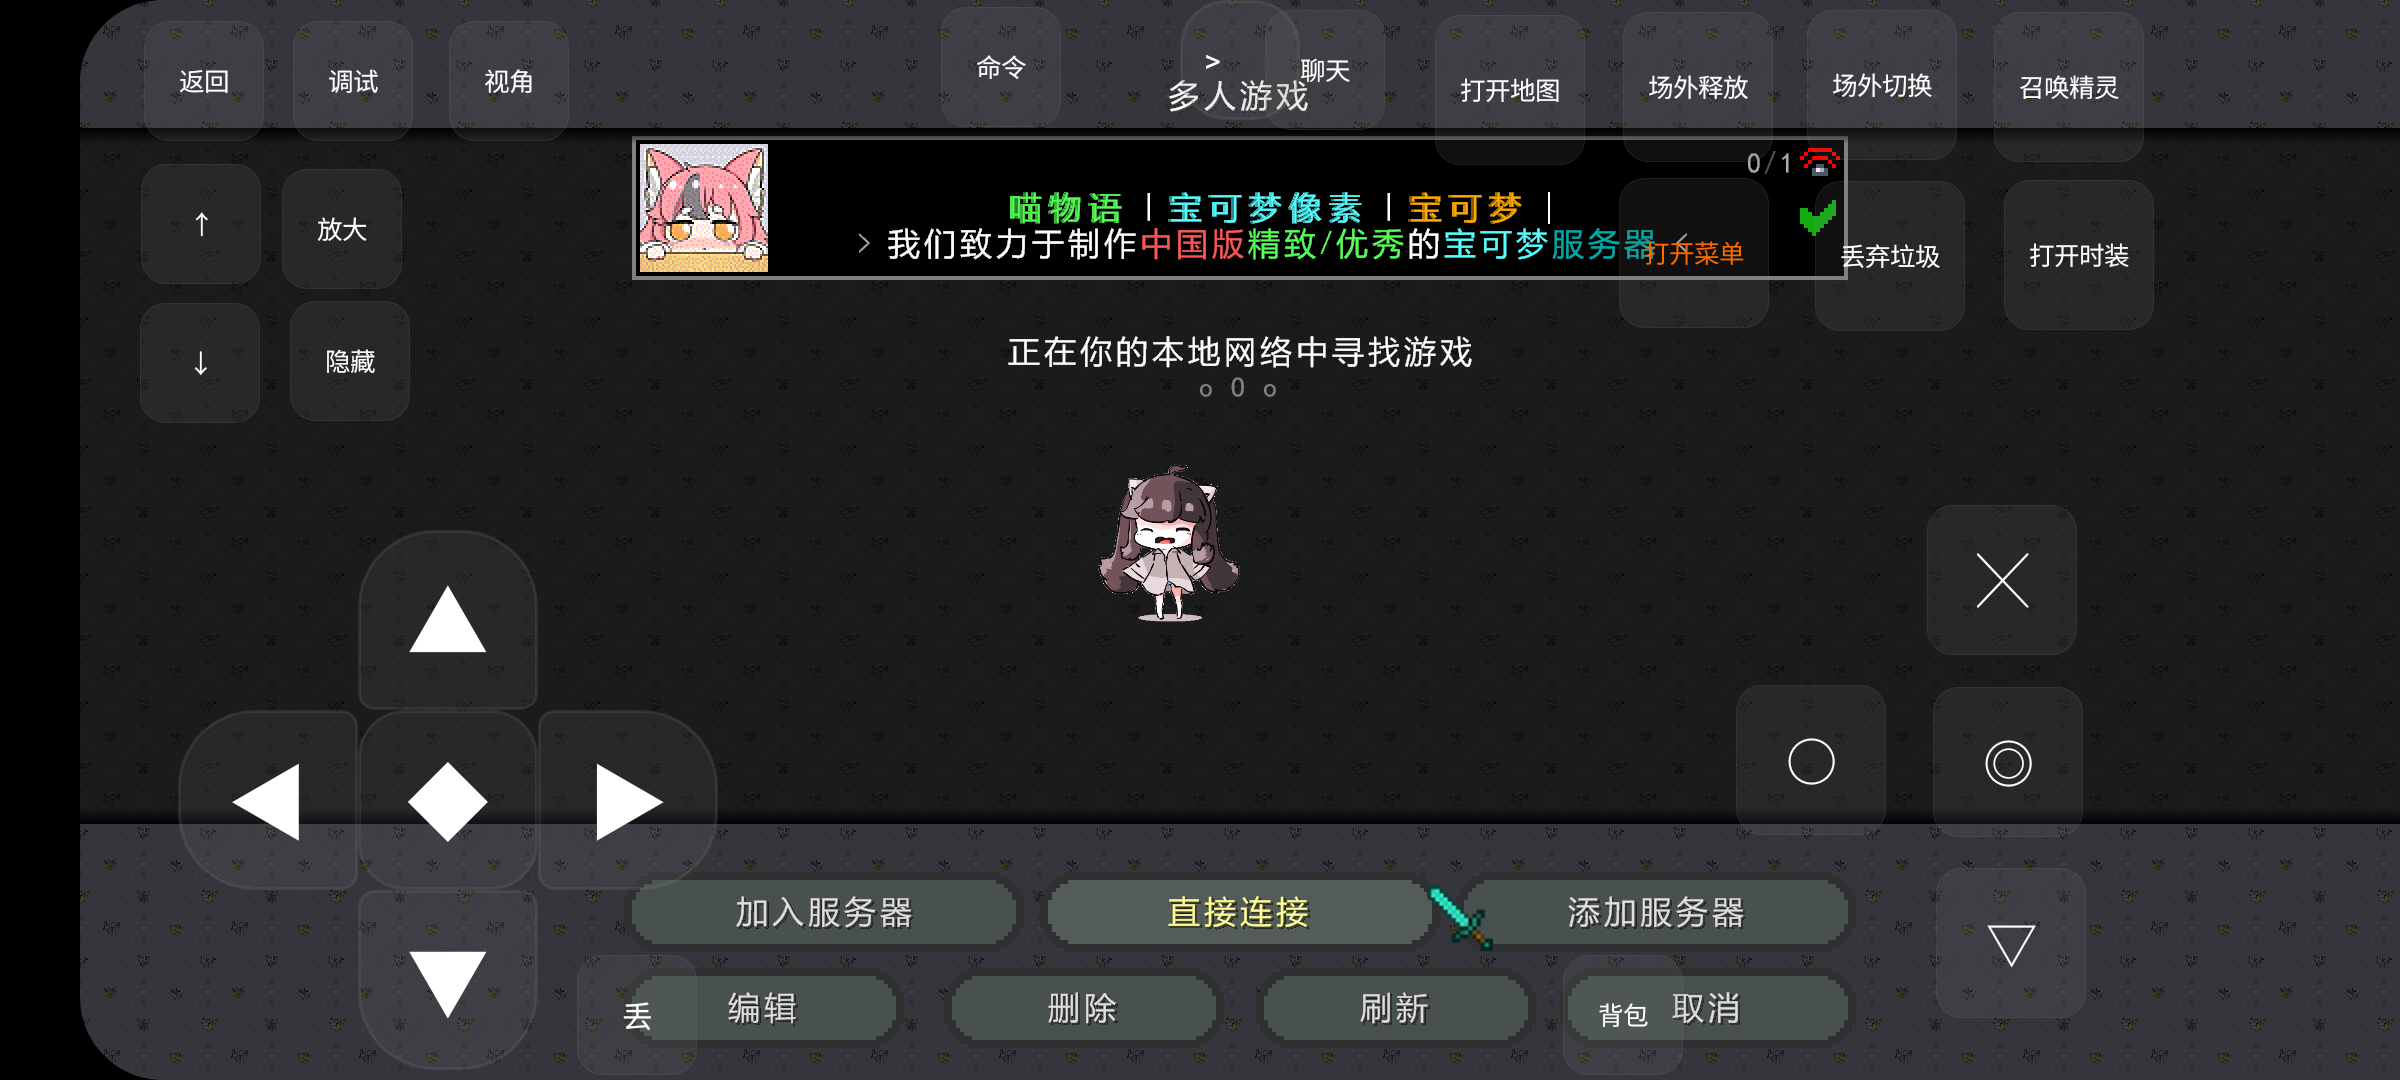 返回
调试
视角
命令
>
聊天
多人游戏
打开地图
场外释放
场外切换
召唤精灵
0/1
↑
放大
喵物语 | 宝可梦像素 | 宝可梦 |
> 我们致力于制作中国版精致/优秀的宝可梦服务器 <
打开菜单
丢弃垃圾
打开时装
正在你的本地网络中寻找游戏
o O o
↓
隐藏
加入服务器
直接连接
添加服务器
丢
编辑
删除
刷新
背包
取消